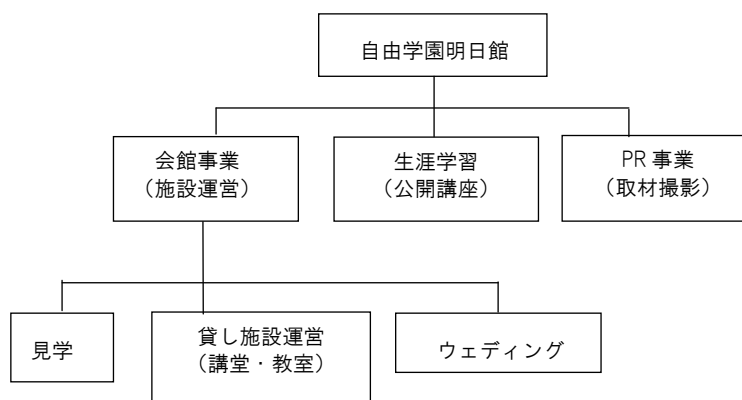 自由学園明日館
会館事業
（施設運営）
生涯学習
（公開講座）
PR 事業
（取材撮影）
見学
貸し施設運営
（講堂・教室）
ウェディング